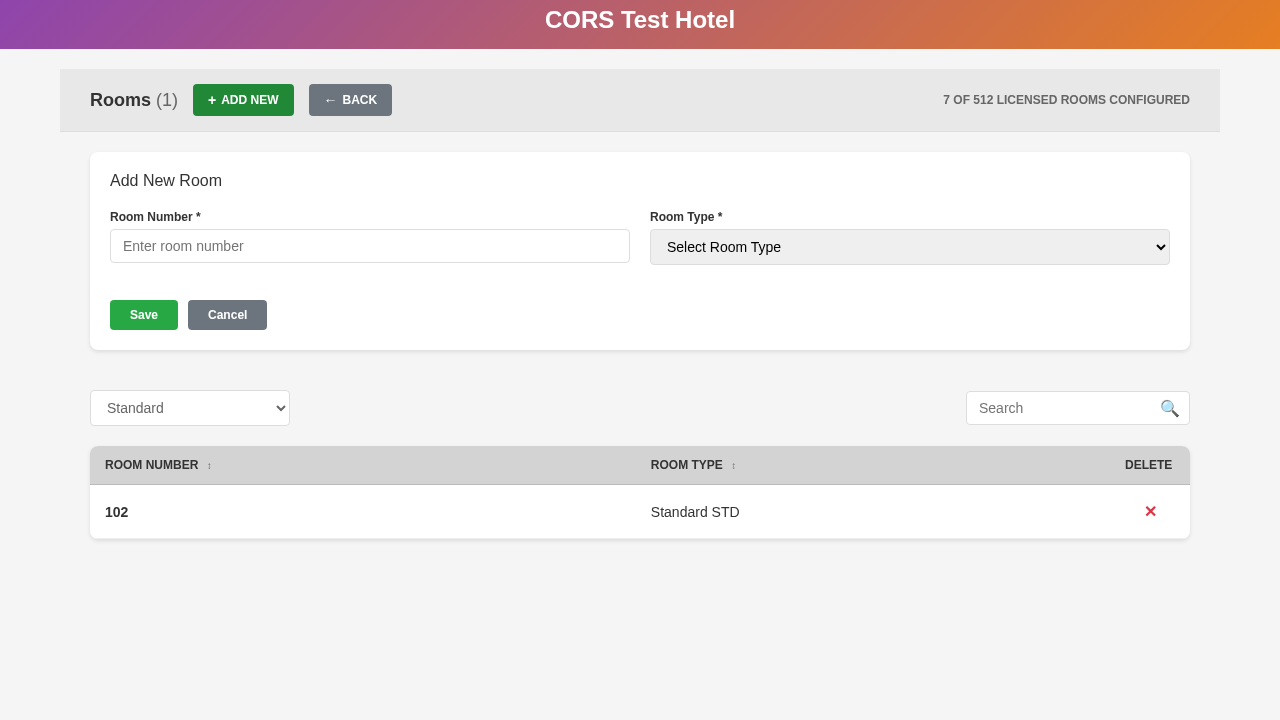 CORS Test Hotel
Rooms (1) + ADD NEW ← BACK 7 OF 512 LICENSED ROOMS CONFIGURED
Add New Room
Room Number * Room Type *
Enter room number Select Room Type
Save Cancel
Standard Search
ROOM NUMBER ↕ ROOM TYPE ↕ DELETE
102 Standard STD ✕